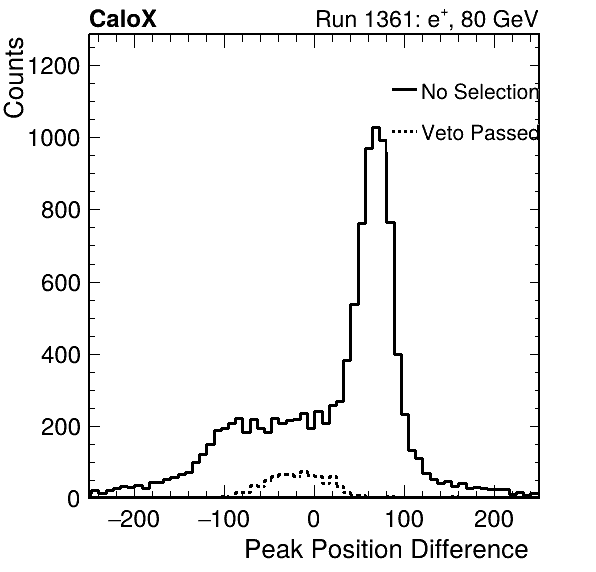 CaloX Run 1361: e⁺, 80 GeV
Counts
1200
1000
800
600
400
200
0
No Selection
Veto Passed
−200 −100 0 100 200
Peak Position Difference